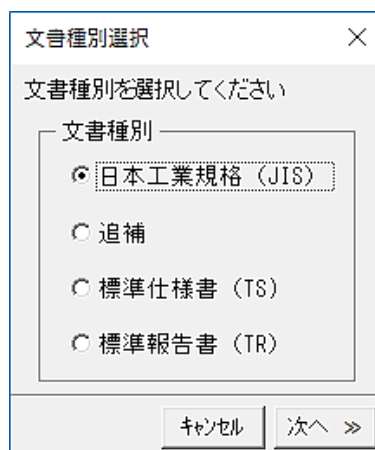 文書種別選択
文書種別を選択してください
文書種別
日本工業規格（JIS）
追補
標準仕様書（TS）
標準報告書（TR）
ｷｬﾝｾﾙ
次へ ≫